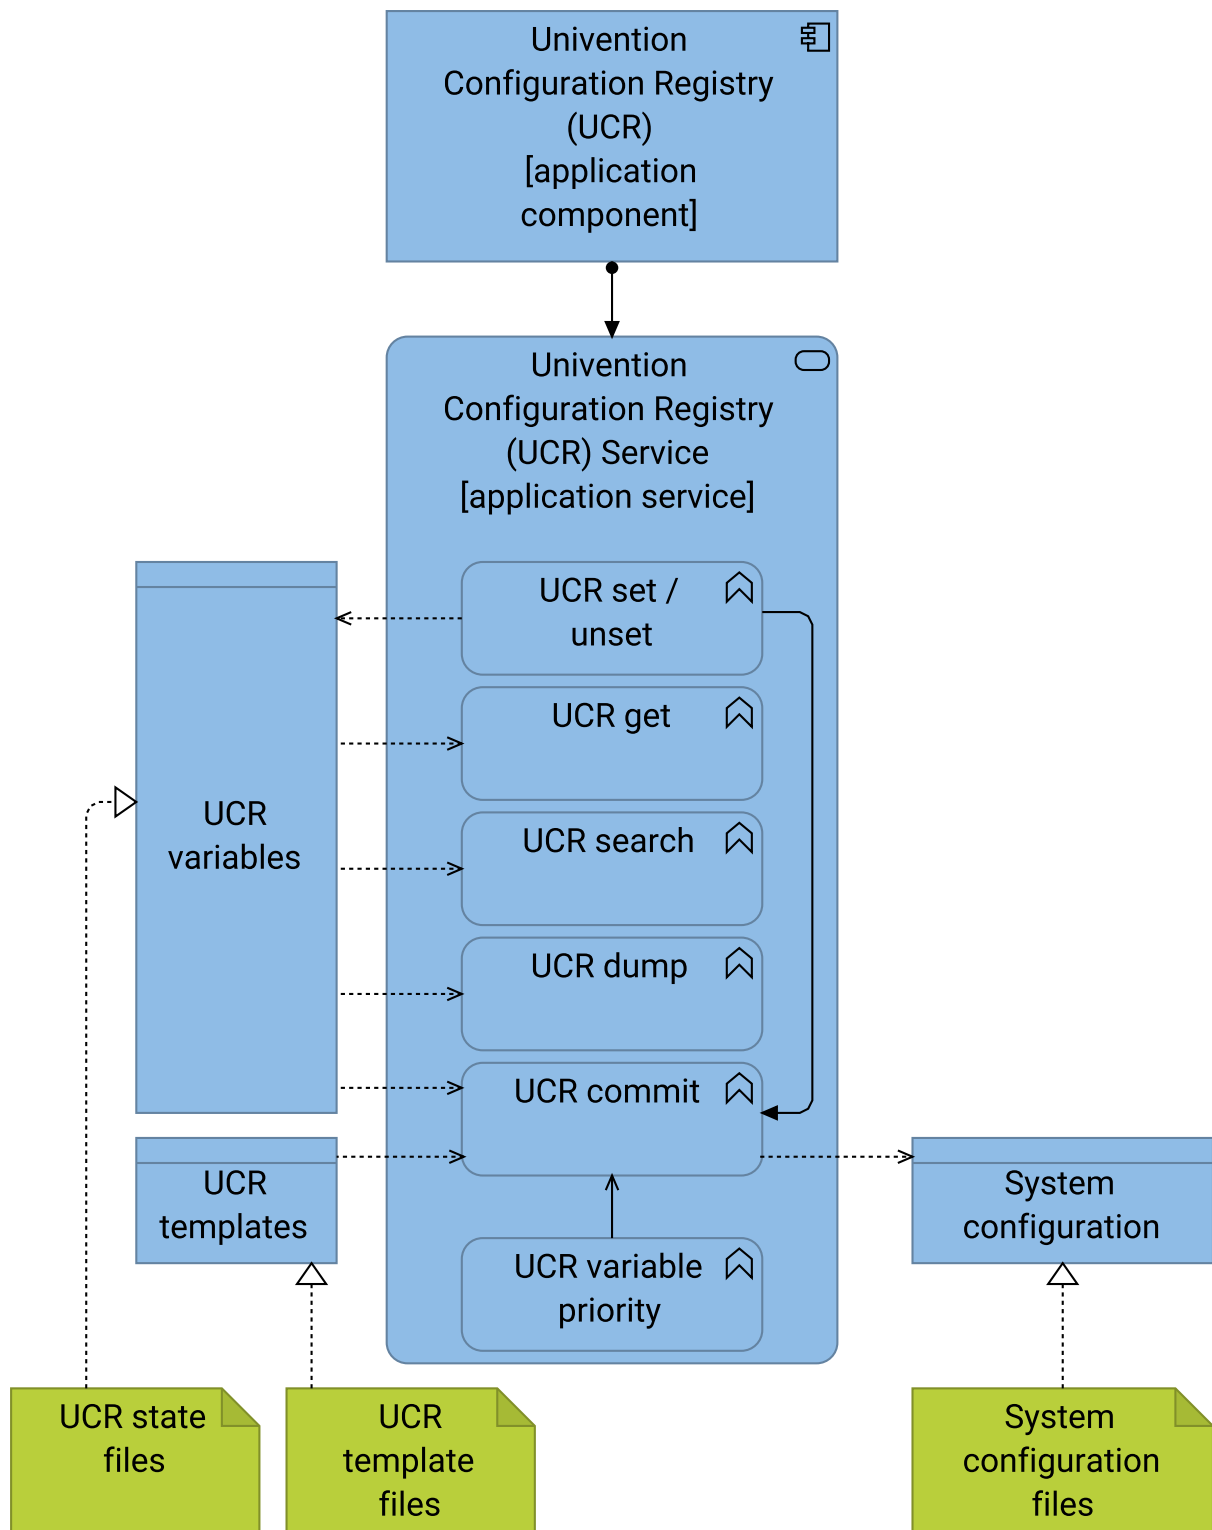 Univention
Configuration Registry
(UCR)
[application
component]
Univention
Configuration Registry
(UCR) Service
[application service]
UCR set /
unset
UCR get
UCR search
UCR dump
UCR commit
UCR variable
priority
UCR
variables
UCR
templates
System
configuration
UCR state
files
UCR
template
files
System
configuration
files